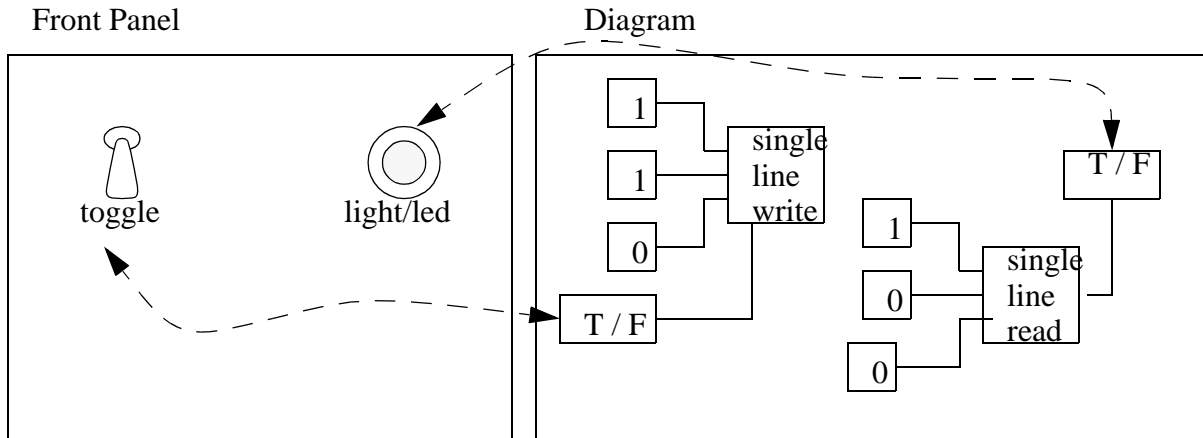 Front Panel
toggle
light/led
Diagram
1
1
0
single
line
write
T / F
1
0
0
single
line
read
T / F